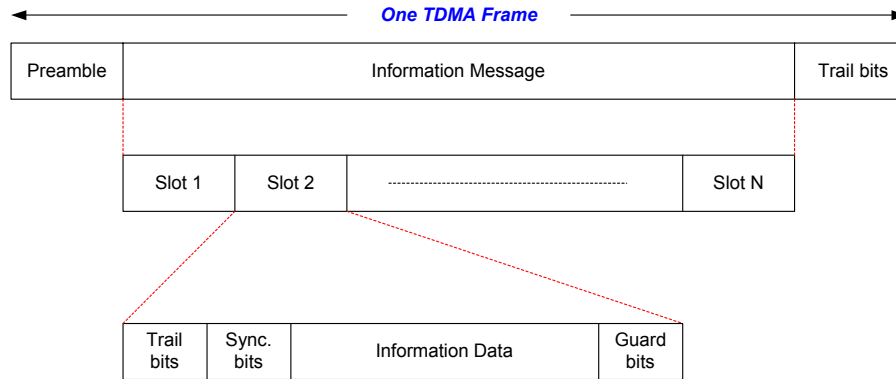 One TDMA Frame
Preamble
Information Message
Trail bits
Slot 1
Slot 2
Slot N
Trail
bits
Sync.
bits
Information Data
Guard
bits